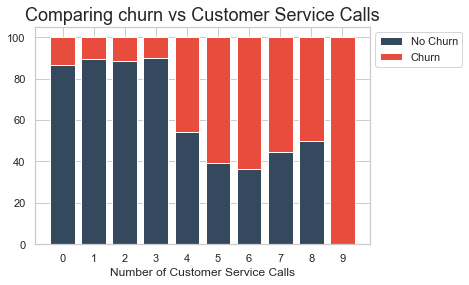 Comparing churn vs Customer Service Calls
No Churn
Churn
100
80
60
40
20
0
0 1 2 3 4 5 6 7 8 9
Number of Customer Service Calls